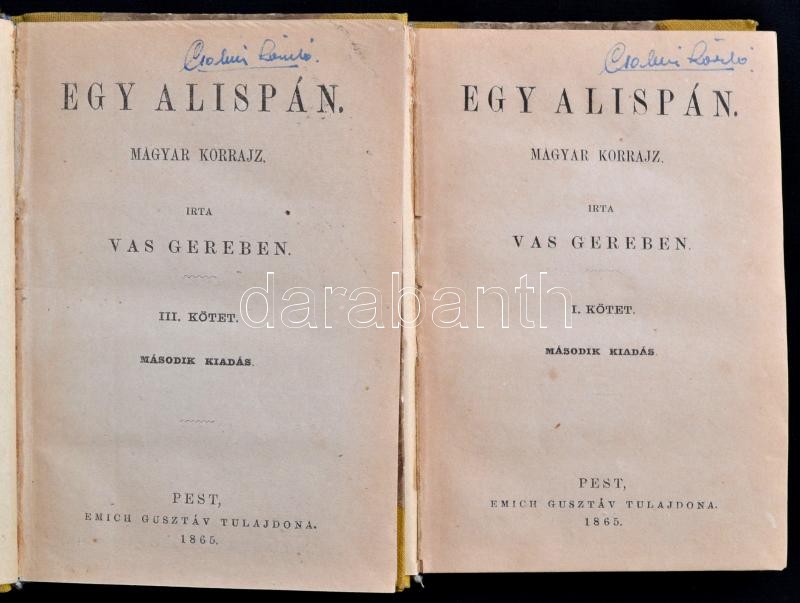 EGY ALISPÁN.
MAGYAR KORRAJZ.
IRTA
VAS GEREBEN.
III. KÖTET.
MÁSODIK KIADÁS.
PEST,
EMICH GUSZTÁV TULAJDONA.
1865.
EGY ALISPÁN.
MAGYAR KORRAJZ.
IRTA
VAS GEREBEN.
I. KÖTET.
MÁSODIK KIADÁS.
PEST,
EMICH GUSZTÁV TULAJDONA.
1865.
darabanth